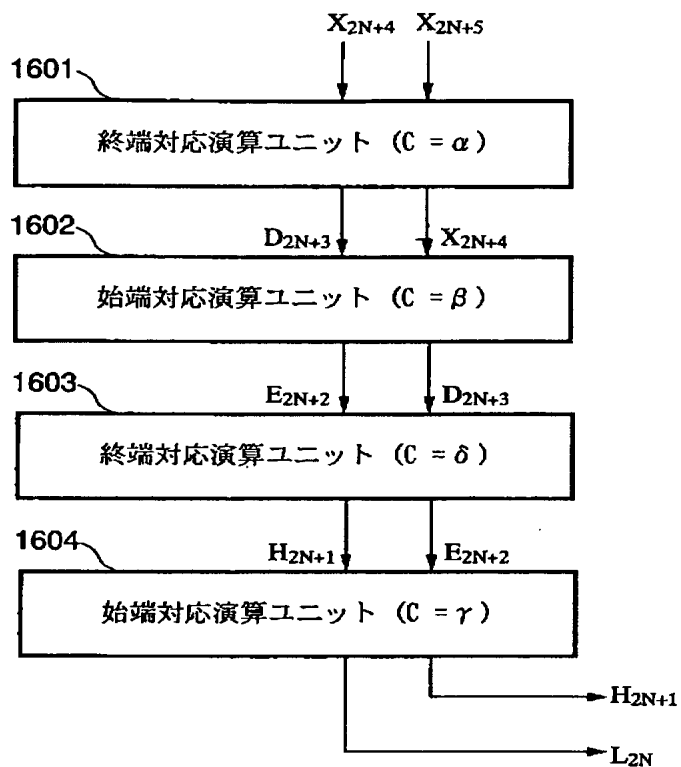 X2N+4 X2N+5
1601
終端対応演算ユニット (C = α)
1602
D2N+3 X2N+4
始端対応演算ユニット (C = β)
1603
E2N+2 D2N+3
終端対応演算ユニット (C = δ)
1604
H2N+1 E2N+2
始端対応演算ユニット (C = γ)
H2N+1
L2N